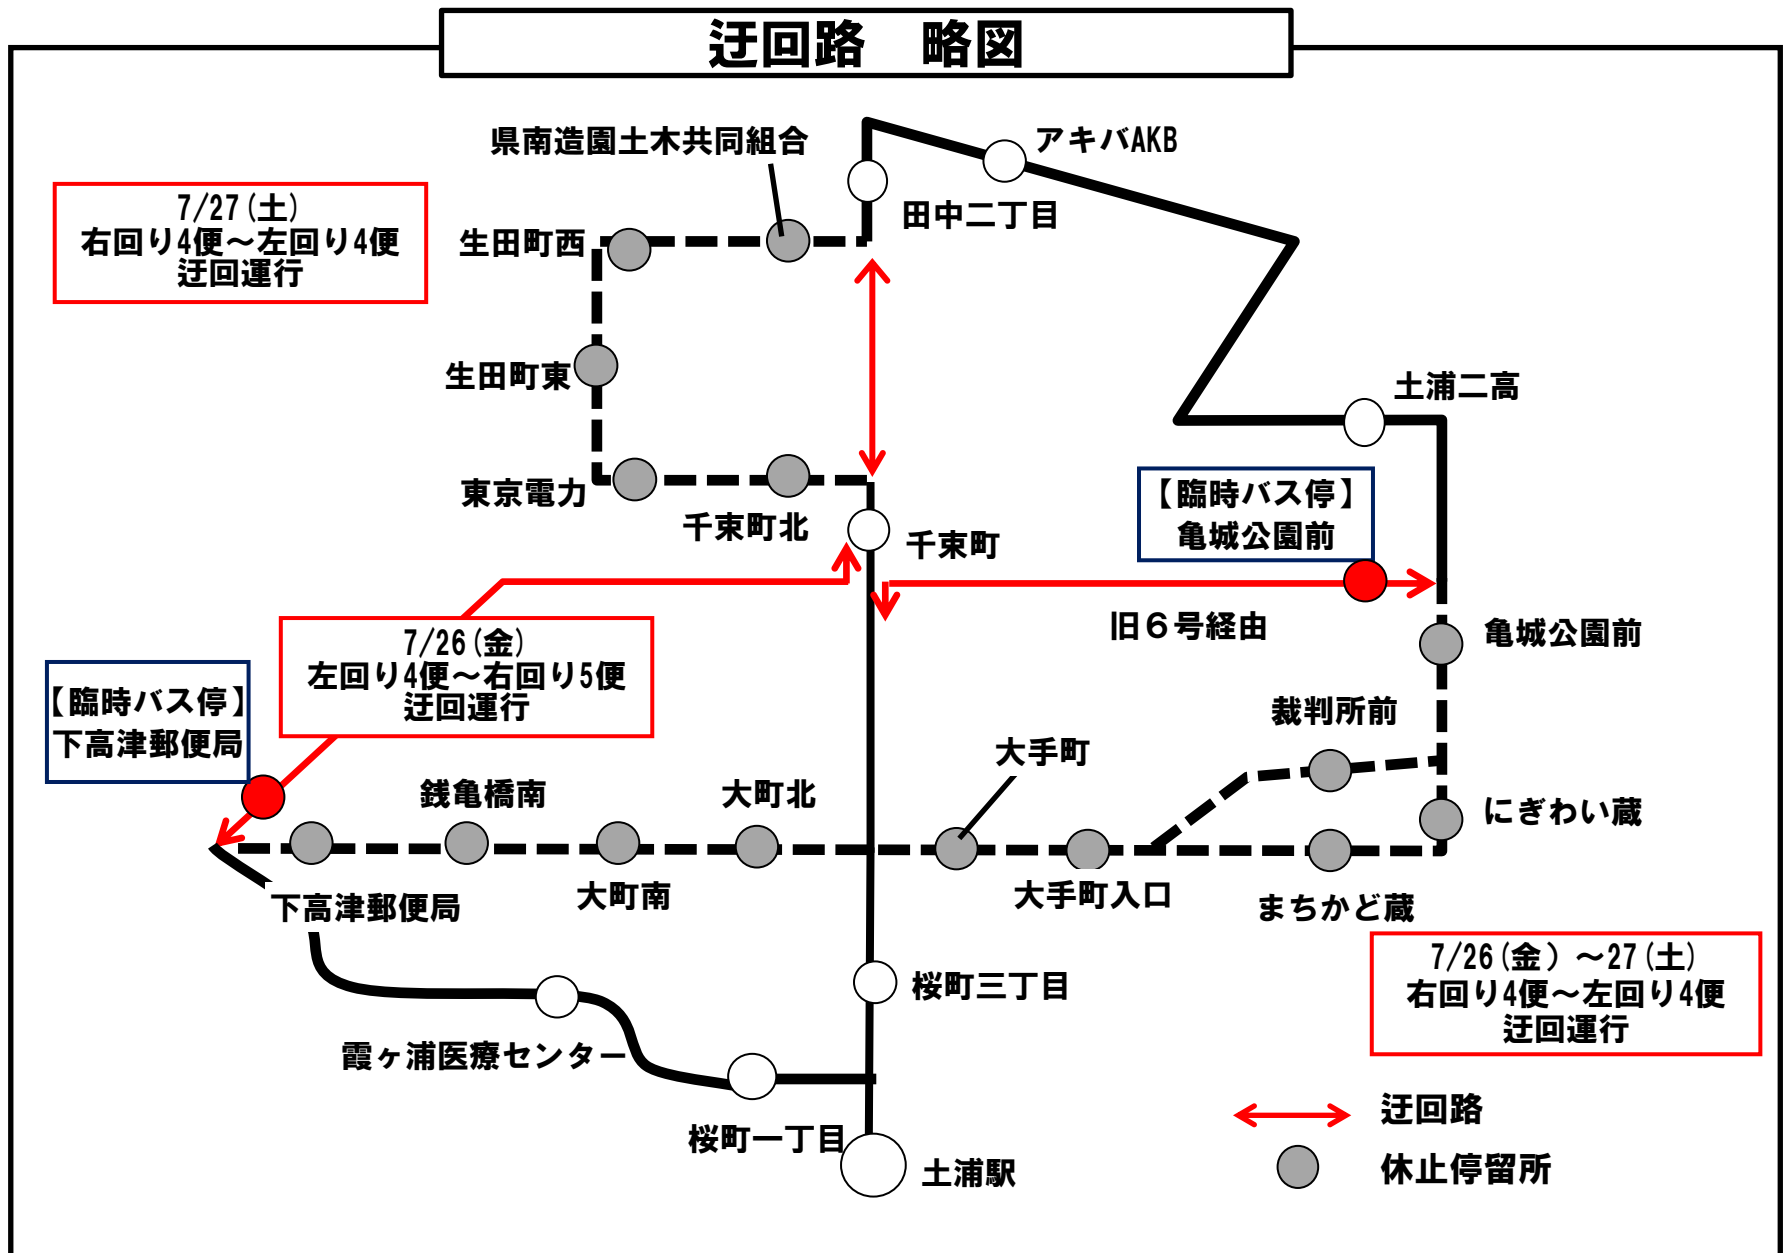 迂回路　略図
県南造園土木共同組合
アキバAKB
7/27(土)
右回り4便～左回り4便
迂回運行
田中二丁目
生田町西
生田町東
土浦二高
東京電力
千束町北
千束町
【臨時バス停】
亀城公園前
旧６号経由
亀城公園前
7/26(金)
左回り4便～右回り5便
迂回運行
【臨時バス停】
下高津郵便局
裁判所前
大手町
銭亀橋南
大町北
にぎわい蔵
大町南
大手町入口
まちかど蔵
下高津郵便局
7/26(金）～27(土)
右回り4便～左回り4便
迂回運行
桜町三丁目
霞ヶ浦医療センター
桜町一丁目
土浦駅
迂回路
休止停留所